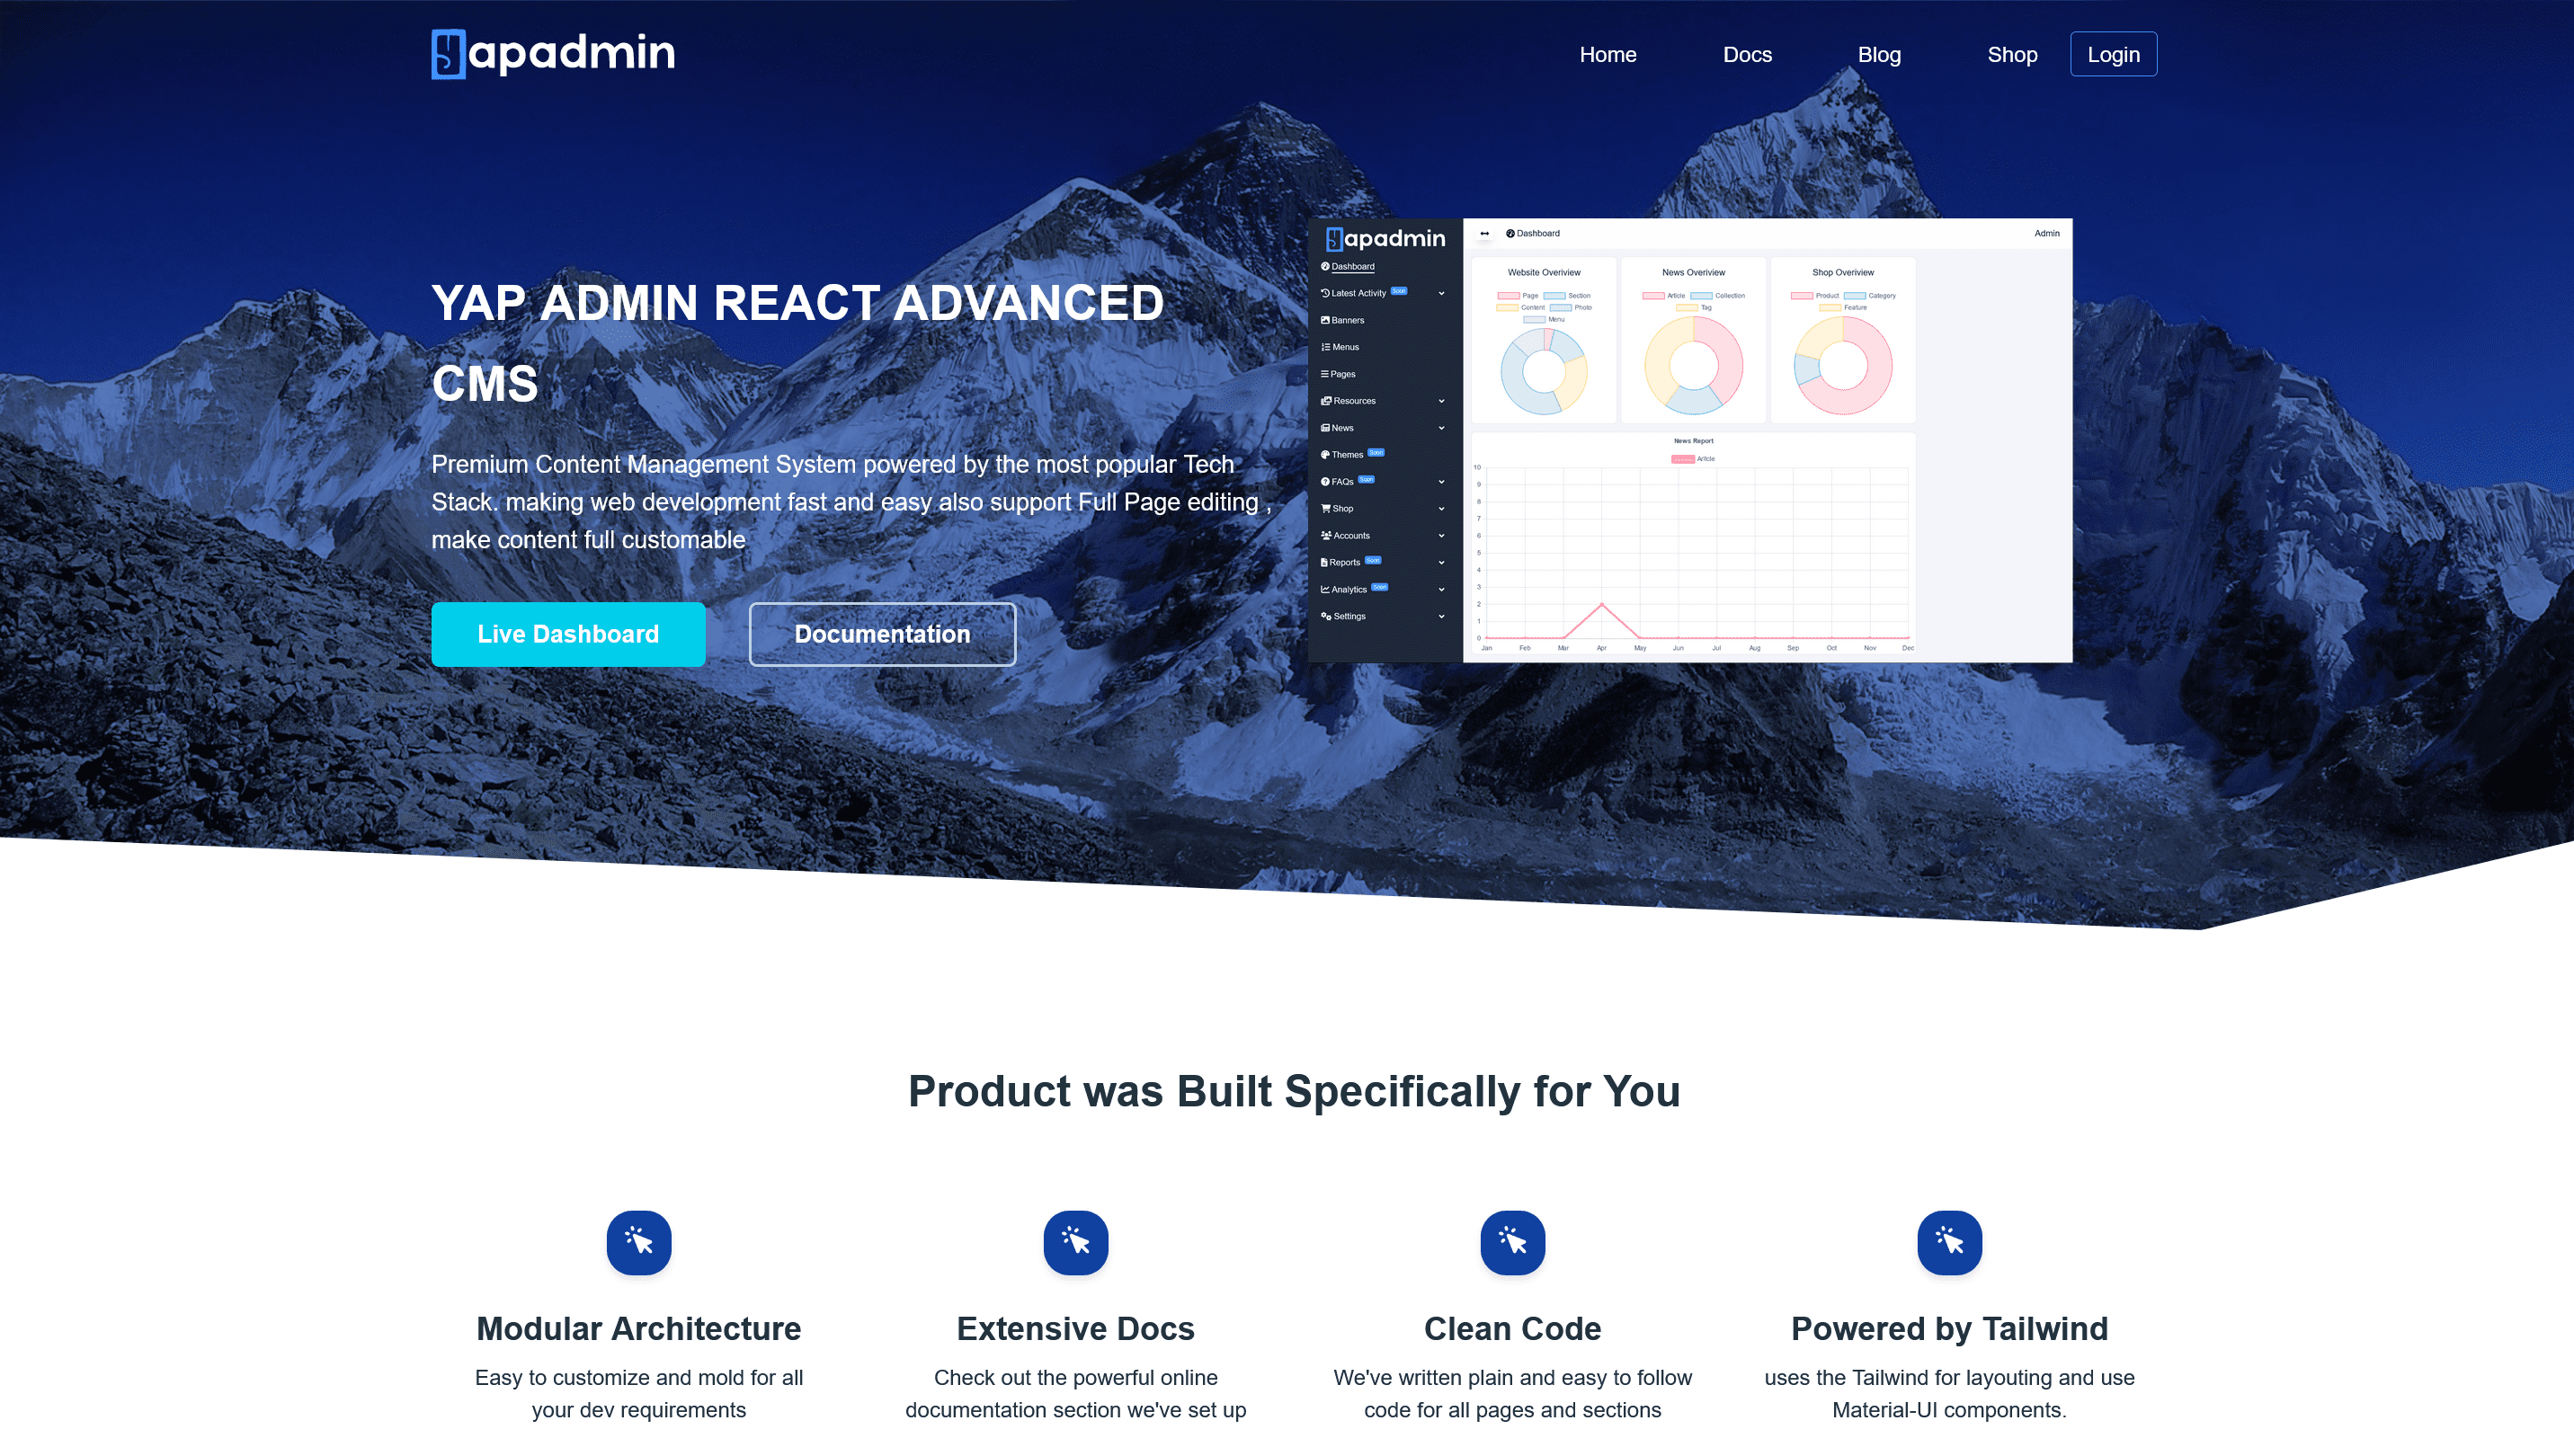 yapadmin
Home
Docs
Blog
Shop
Login
YAP ADMIN REACT ADVANCED
CMS
Premium Content Management System powered by the most popular Tech
Stack. making web development fast and easy also support Full Page editing ,
make content full customable
Live Dashboard
Documentation
yapadmin
Dashboard
Latest Activity Soon
Banners
Menus
Pages
Resources
News
Themes Soon
FAQs Soon
Shop
Accounts
Reports Soon
Analytics Soon
Settings
Dashboard
Admin
Website Overiview
Page Section
Content Photo
Menu
News Overiview
Article Collection
Tag
Shop Overiview
Product Category
Feature
News Report
Aritcle
10
9
8
7
6
5
4
3
2
1
0
Jan Feb Mar Apr May Jun Jul Aug Sep Oct Nov Dec
Product was Built Specifically for You
Modular Architecture
Easy to customize and mold for all
your dev requirements
Extensive Docs
Check out the powerful online
documentation section we've set up
Clean Code
We've written plain and easy to follow
code for all pages and sections
Powered by Tailwind
uses the Tailwind for layouting and use
Material-UI components.